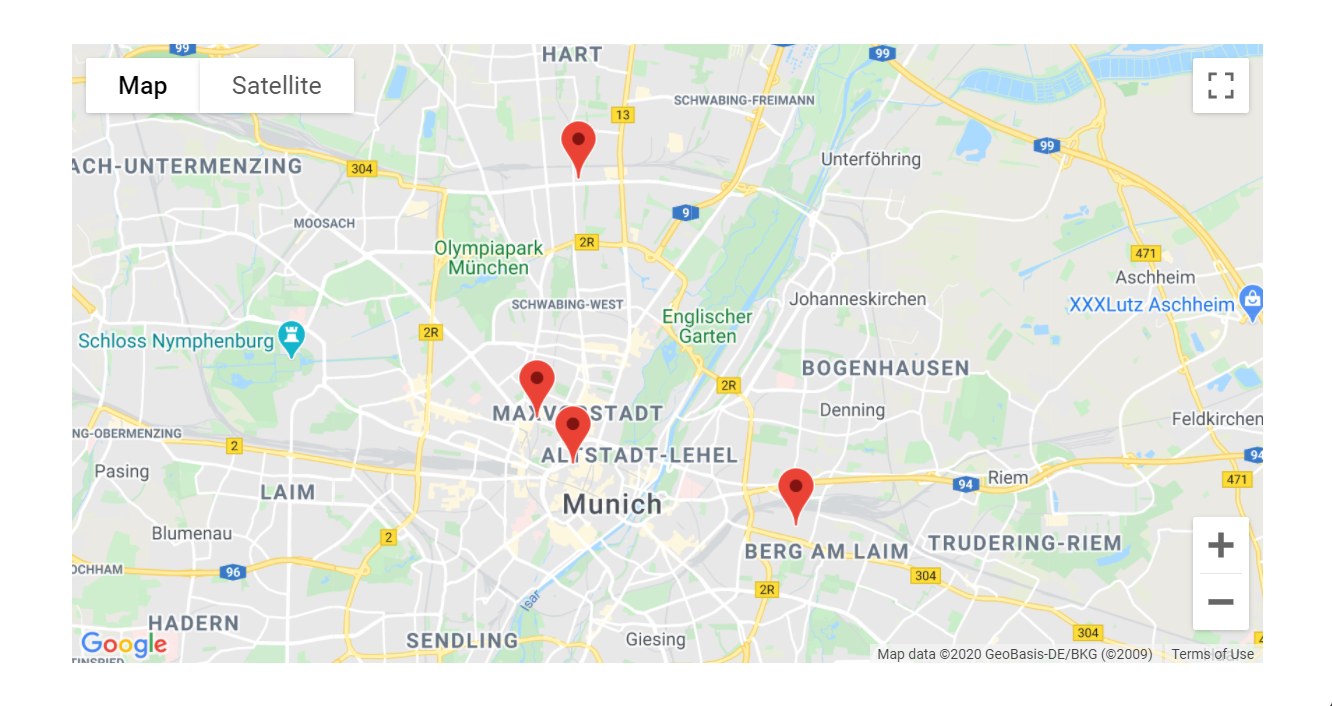 99
HART
99
Map
Satellite
SCHWABING-FREIMANN
13
99
Unterföhring
ACH-UNTERMENZING
304
MOOSACH
9
2R
Olympiapark
München
471
Aschheim
SCHWABING-WEST
Johanneskirchen
XXXLutz Aschheim
Englischer
Garten
2R
Schloss Nymphenburg
BOGENHAUSEN
2R
Denning
Feldkirchen
NG-OBERMENZING
2
ALTSTADT-LEHEL
94
Pasing
94
Riem
471
LAIM
Munich
Blumenau
2
BERG AM LAIM
TRUDERING-RIEM
OCHHAM
96
304
2R
Isar
HADERN
SENDLING
Giesing
304
4
Google
Map data ©2020 GeoBasis-DE/BKG (©2009)
Terms of Use